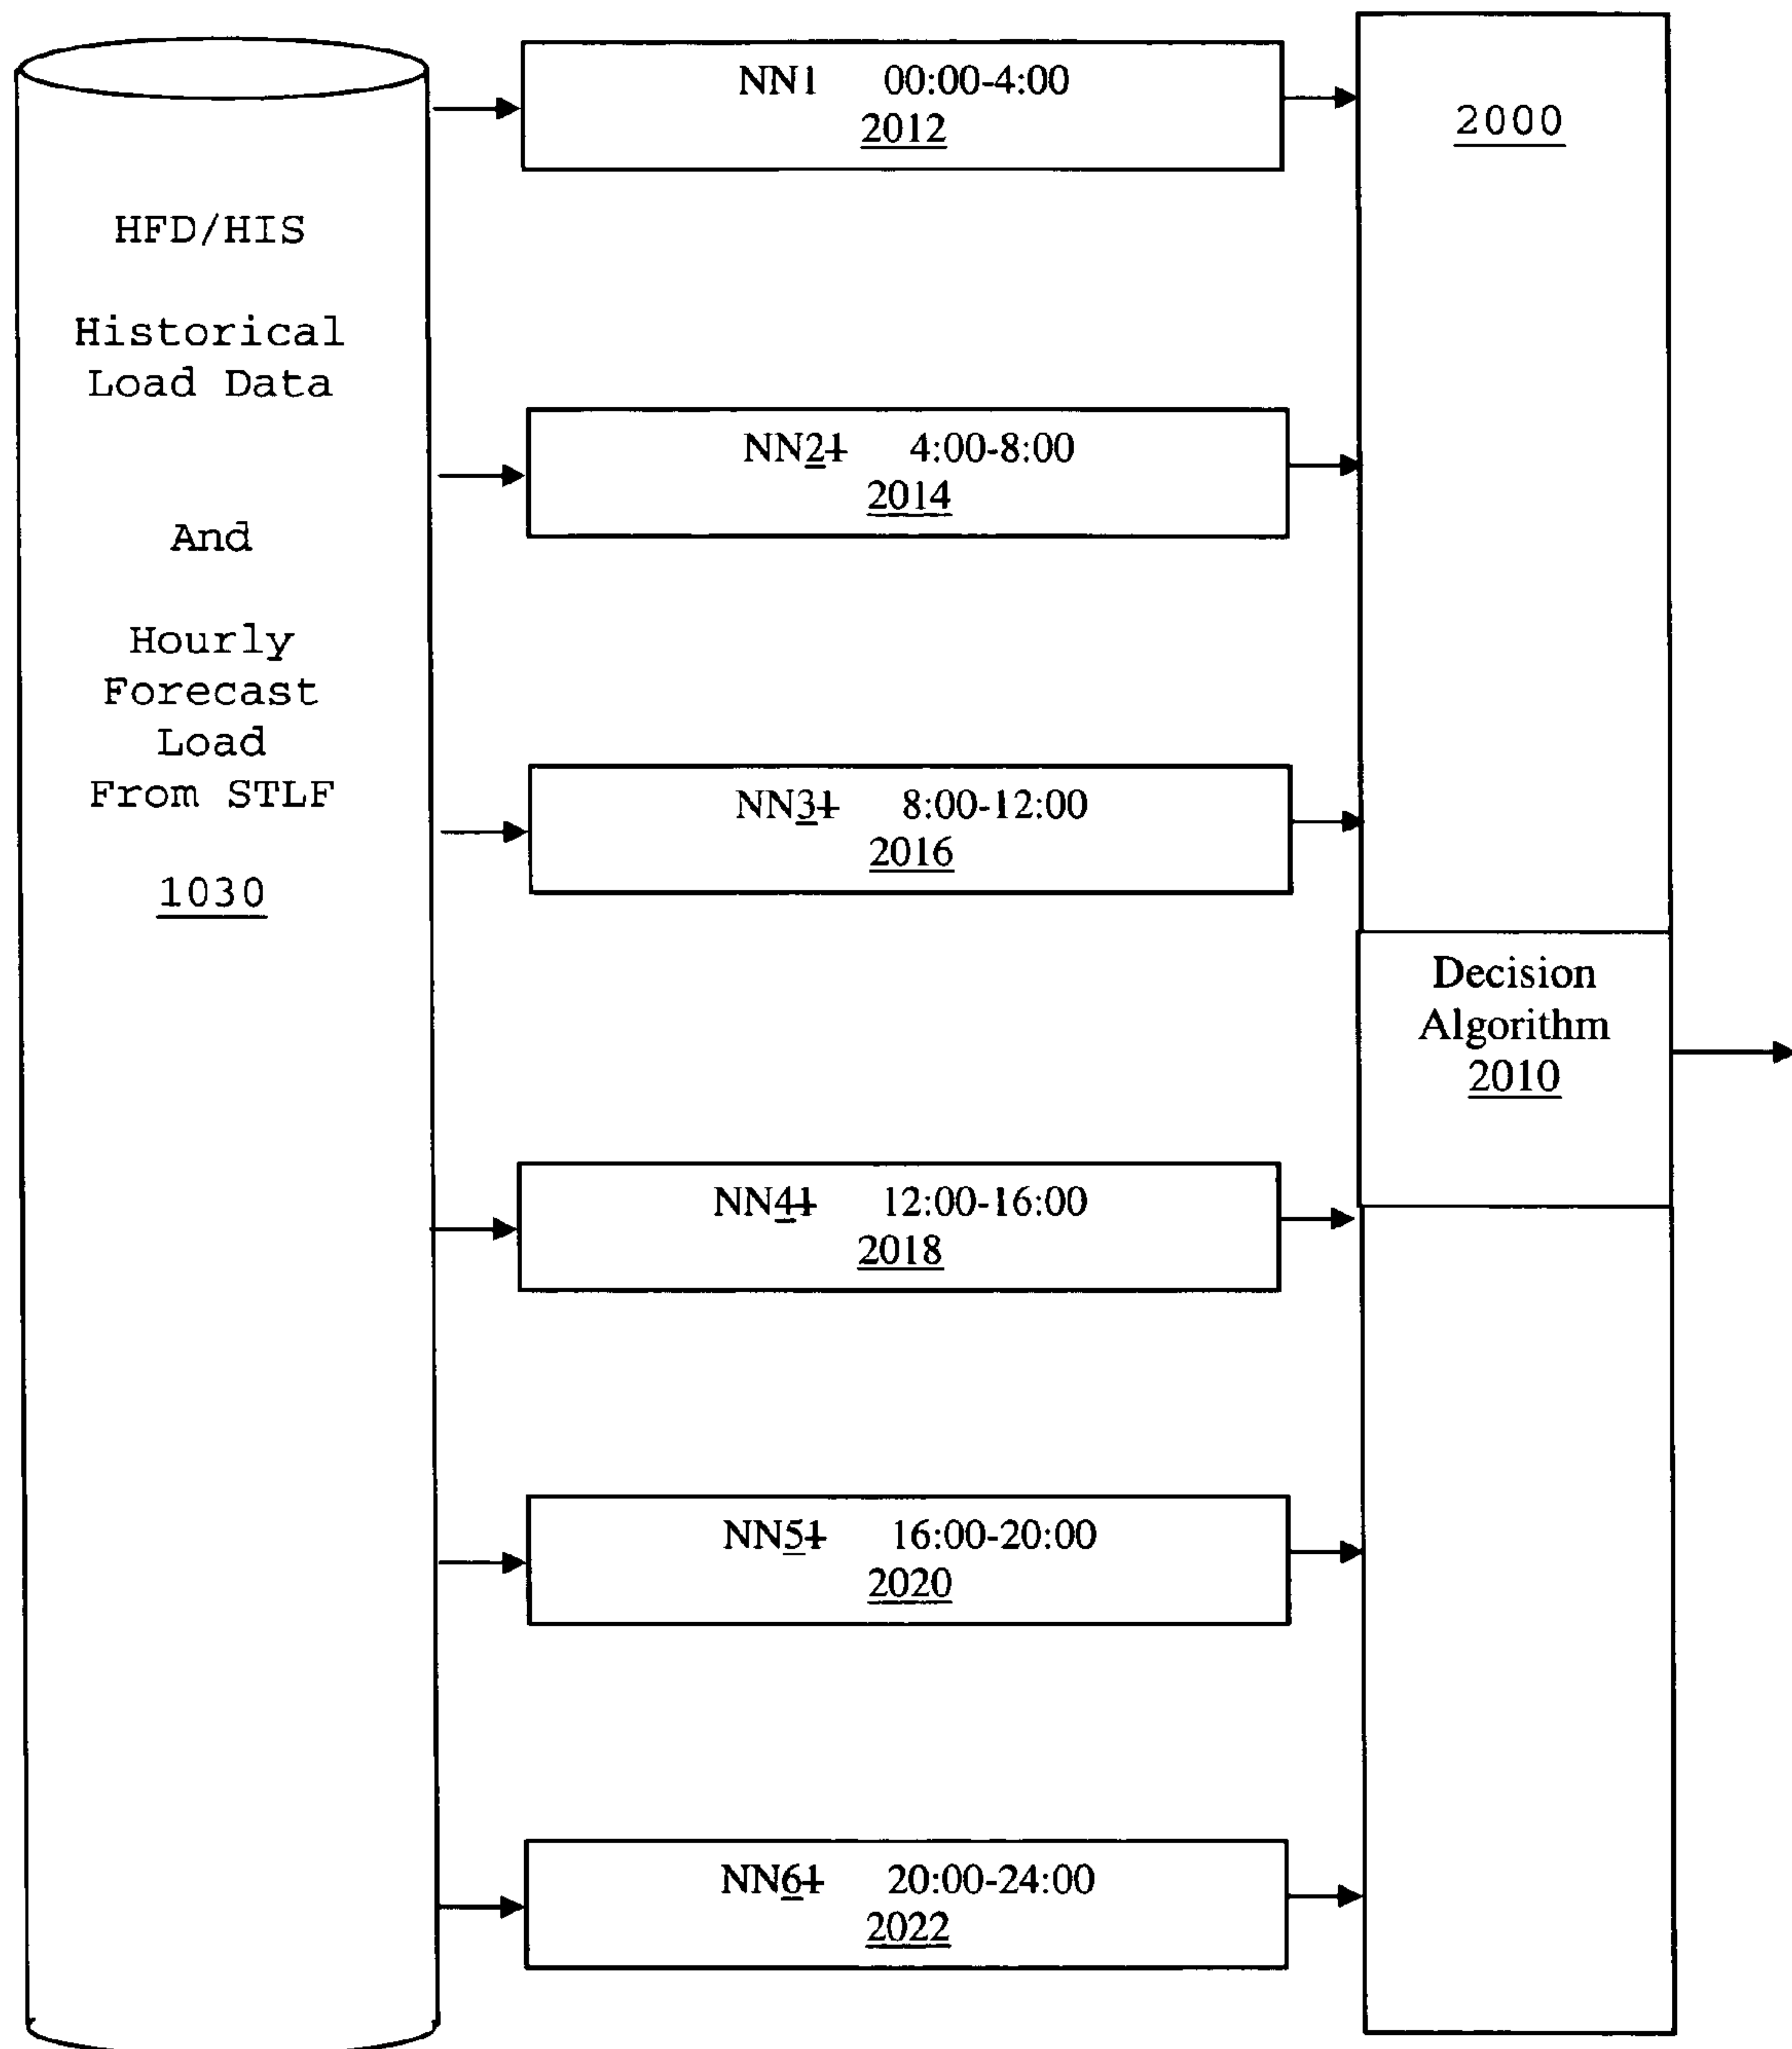 HFD/HIS
Historical
Load Data
And
Hourly
Forecast
Load
From STLF
1030
NN1 00:00-4:00
2012
NN21 4:00-8:00
2014
NN31 8:00-12:00
2016
NN41 12:00-16:00
2018
NN51 16:00-20:00
2020
NN61 20:00-24:00
2022
2000
Decision
Algorithm
2010